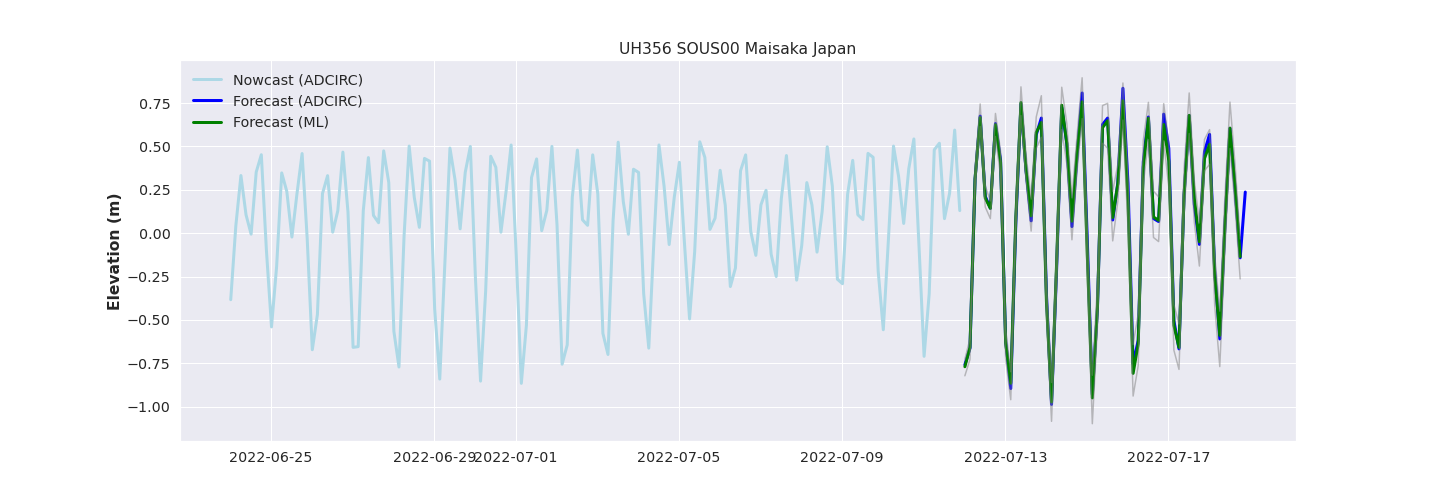 UH356 SOUS00 Maisaka Japan
Nowcast (ADCIRC)
Forecast (ADCIRC)
Forecast (ML)
Elevation (m)
0.75
0.50
0.25
0.00
−0.25
−0.50
−0.75
−1.00
2022-06-25 2022-06-29 2022-07-01 2022-07-05 2022-07-09 2022-07-13 2022-07-17